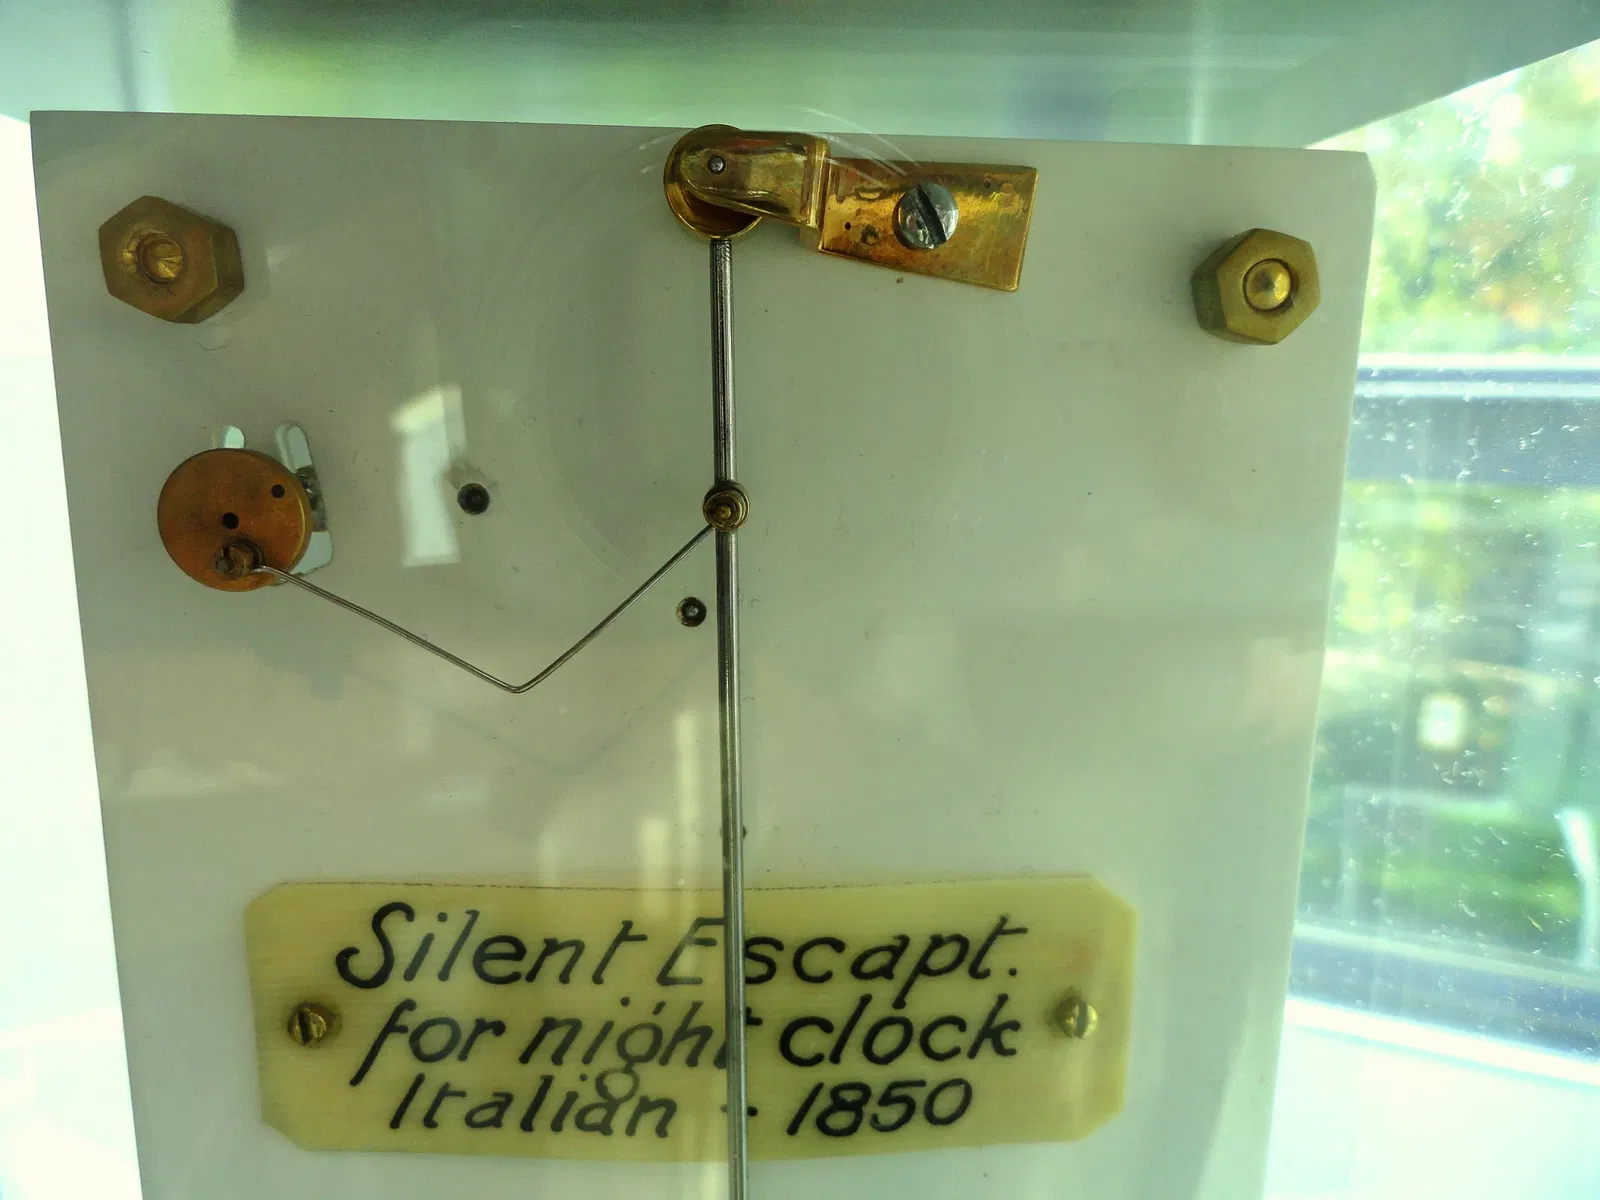 Silent Escapt.
for night clock
Italian - 1850